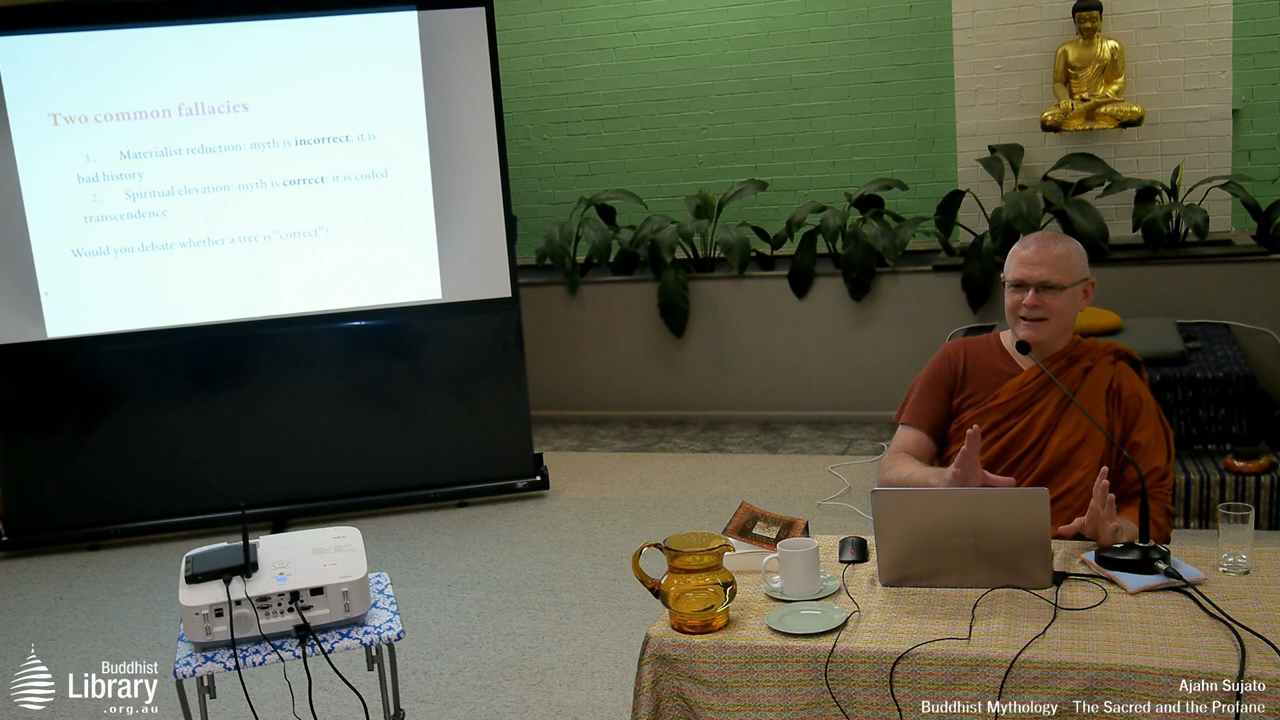 Two common fallacies
1. Materialist reduction: myth is incorrect: it is
bad history
2. Spiritual elevation: myth is correct: it is coded
transcendence
Would you debate whether a tree is "correct"?
Buddhist
Library
.org.au
Ajahn Sujato
Buddhist Mythology The Sacred and the Profane